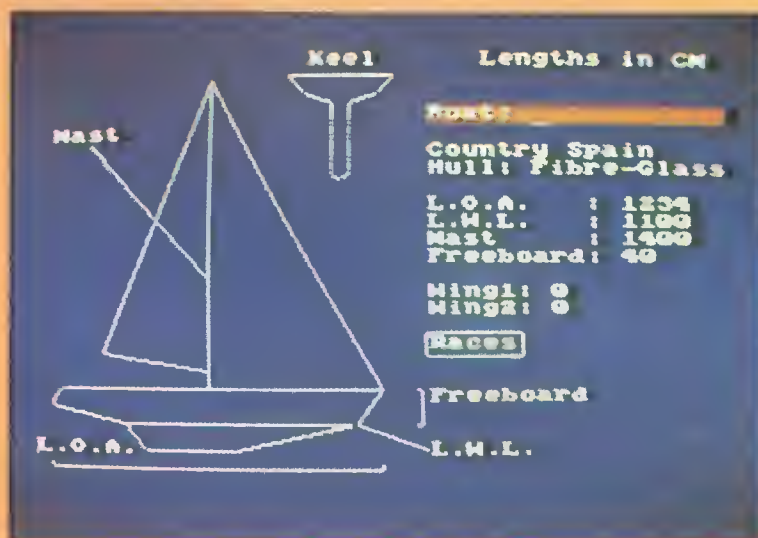 Keel
Lengths in CM
Mast
Country Spain
Hull: Fibre-Glass
L.O.A. : 1234
L.W.L. : 1100
Mast : 1400
Freeboard: 40
Wing1: 0
Wing2: 0
Races
Freeboard
L.O.A.
L.W.L.